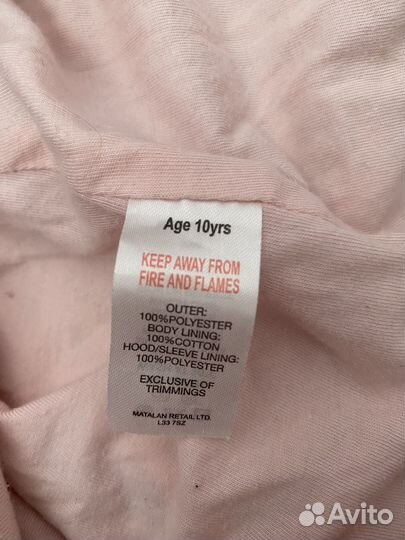 Age 10yrs
KEEP AWAY FROM
FIRE AND FLAMES
OUTER:
100%POLYESTER
BODY LINING:
100%COTTON
HOOD/SLEEVE LINING:
100%POLYESTER
EXCLUSIVE OF
TRIMMINGS
MATALAN RETAIL LTD.
L33 7SZ
Avito